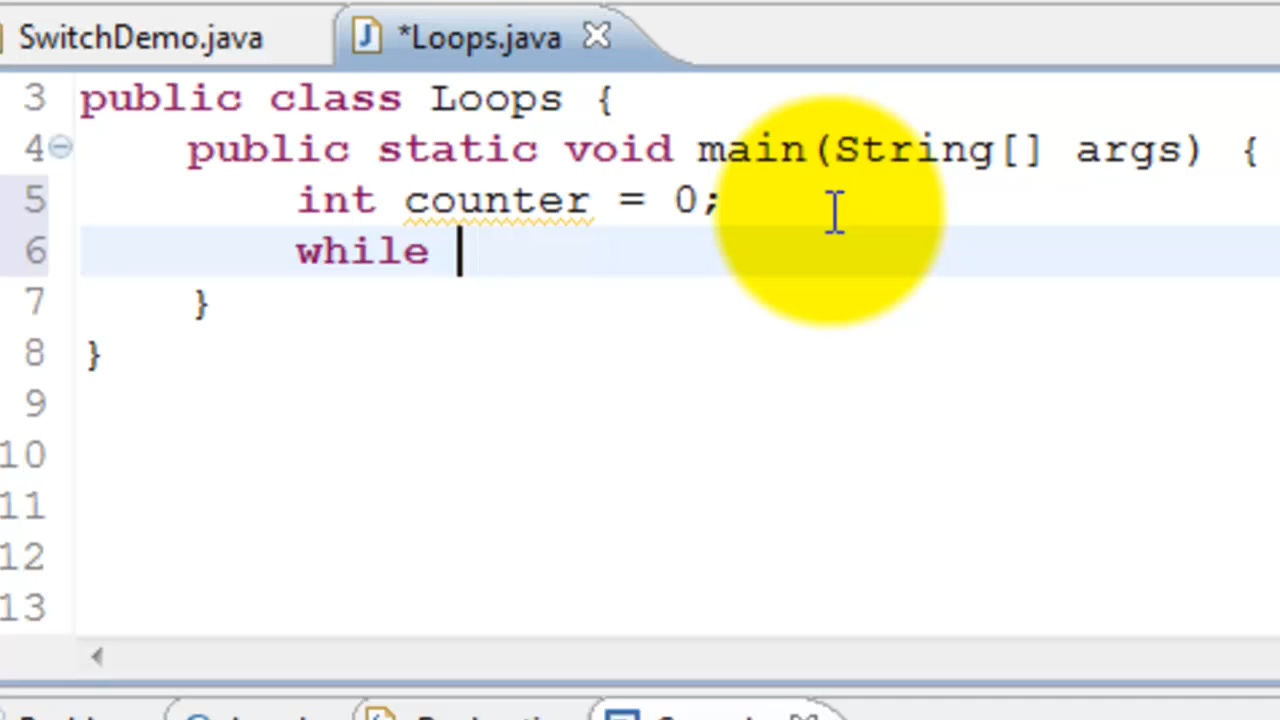 SwitchDemo.java *Loops.java
3 public class Loops {
4 public static void main(String[] args) {
5 int counter = 0;
6 while
7 }
8 }
9
10
11
12
13